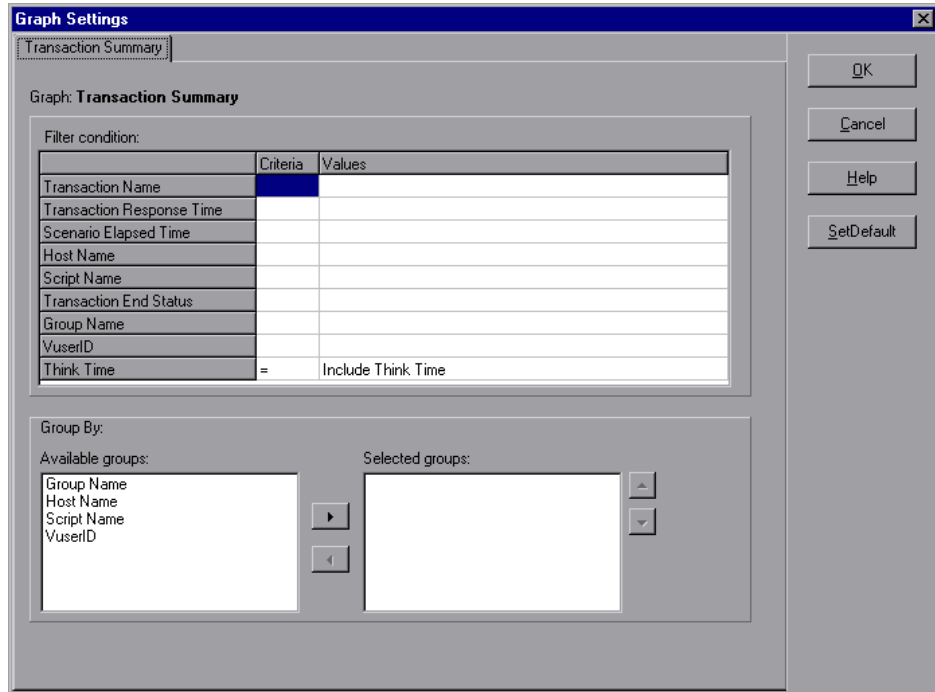 Graph Settings
Transaction Summary
OK
Graph: Transaction Summary
Cancel
Filter condition:
Criteria Values
Help
Transaction Name
Transaction Response Time
SetDefault
Scenario Elapsed Time
Host Name
Script Name
Transaction End Status
Group Name
VuserID
Think Time = Include Think Time
Group By:
Available groups: Selected groups:
Group Name
Host Name
Script Name
VuserID